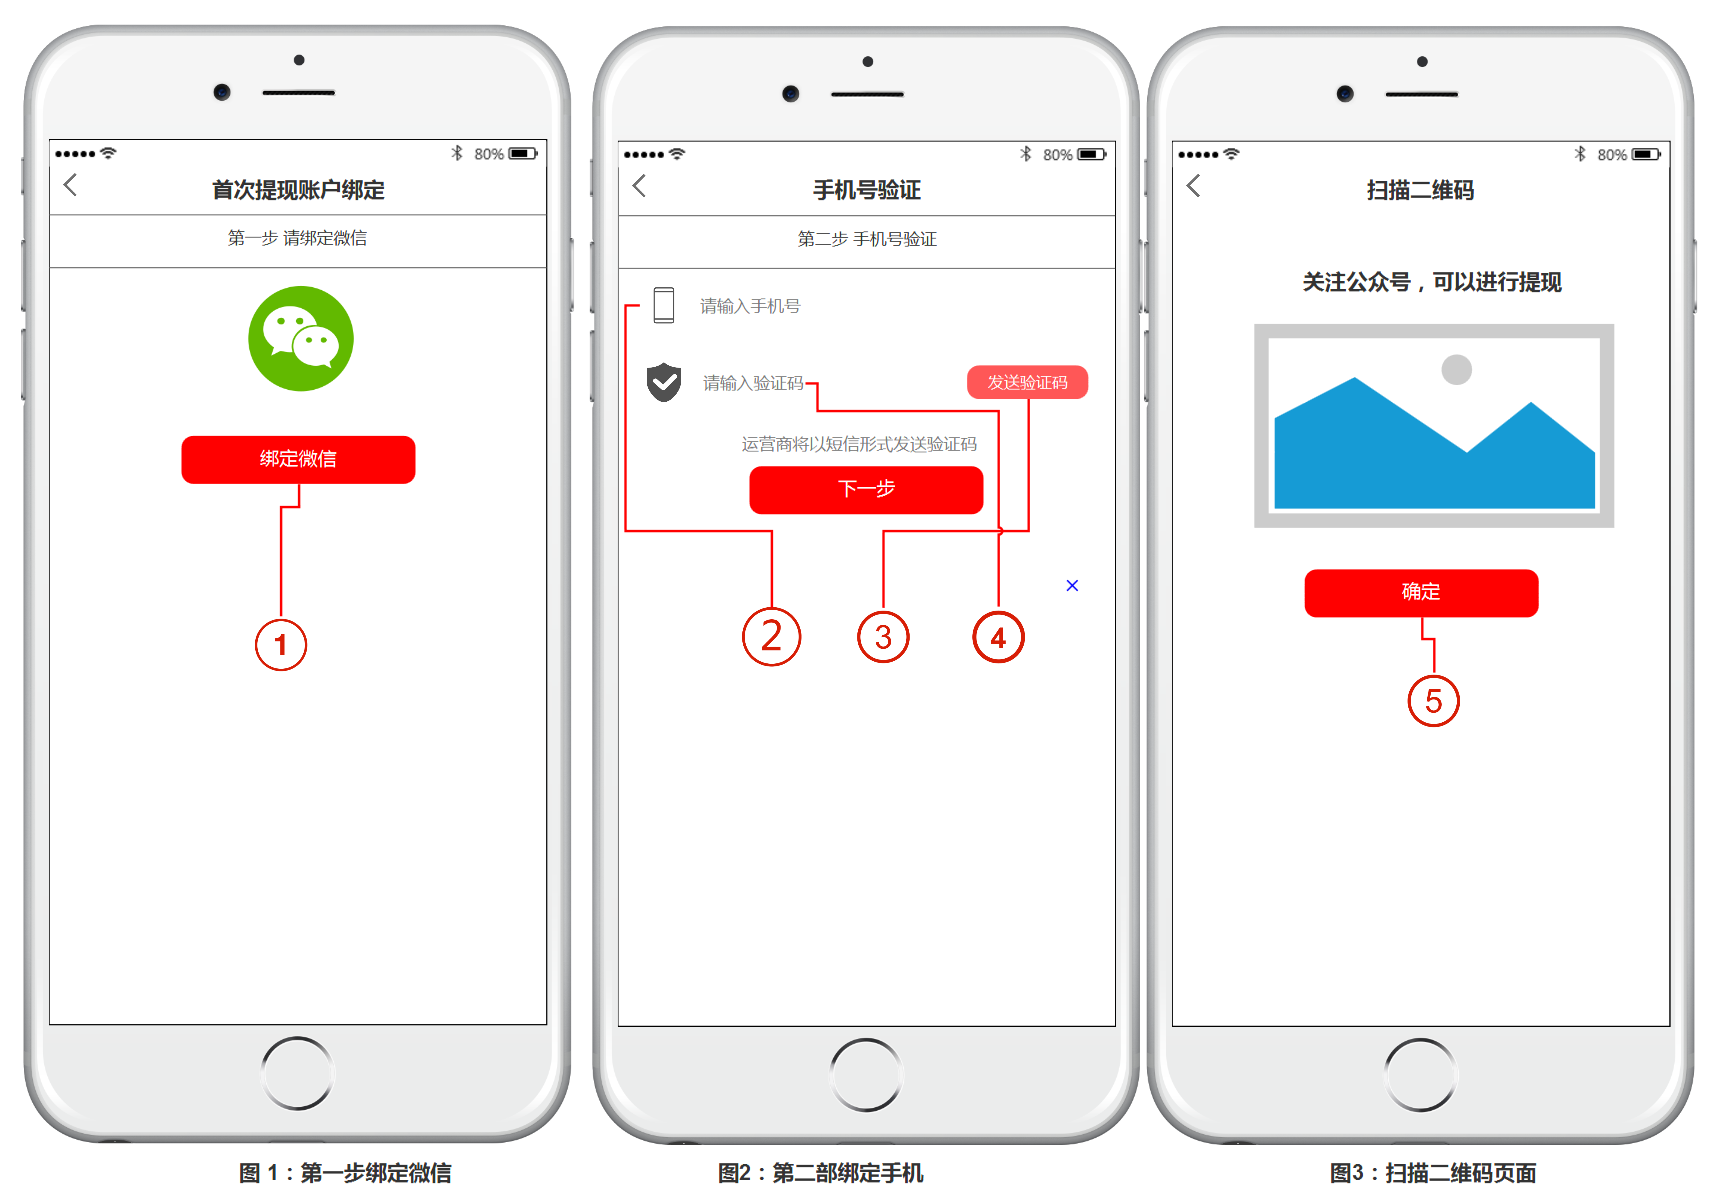 80%
首次提现账户绑定
第一步 请绑定微信
绑定微信
1
图 1：第一步绑定微信
80%
手机号验证
第二步 手机号验证
请输入手机号
请输入验证码
发送验证码
运营商将以短信形式发送验证码
下一步
2
3
4
图2：第二部绑定手机
80%
扫描二维码
关注公众号，可以进行提现
确定
5
图3：扫描二维码页面